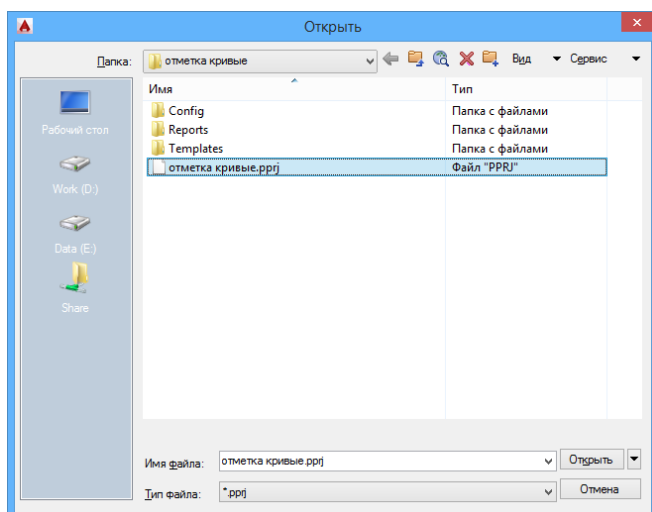 Открыть
Папка: отметка кривые Вид Сервис
Имя Тип
Config Папка с файлами
Reports Папка с файлами
Templates Папка с файлами
отметка кривые.pprj Файл "PPRJ"
Рабочий стол
Work (D:)
Data (E:)
Share
Имя файла: отметка кривые.pprj Открыть
Тип файла: *.pprj Отмена